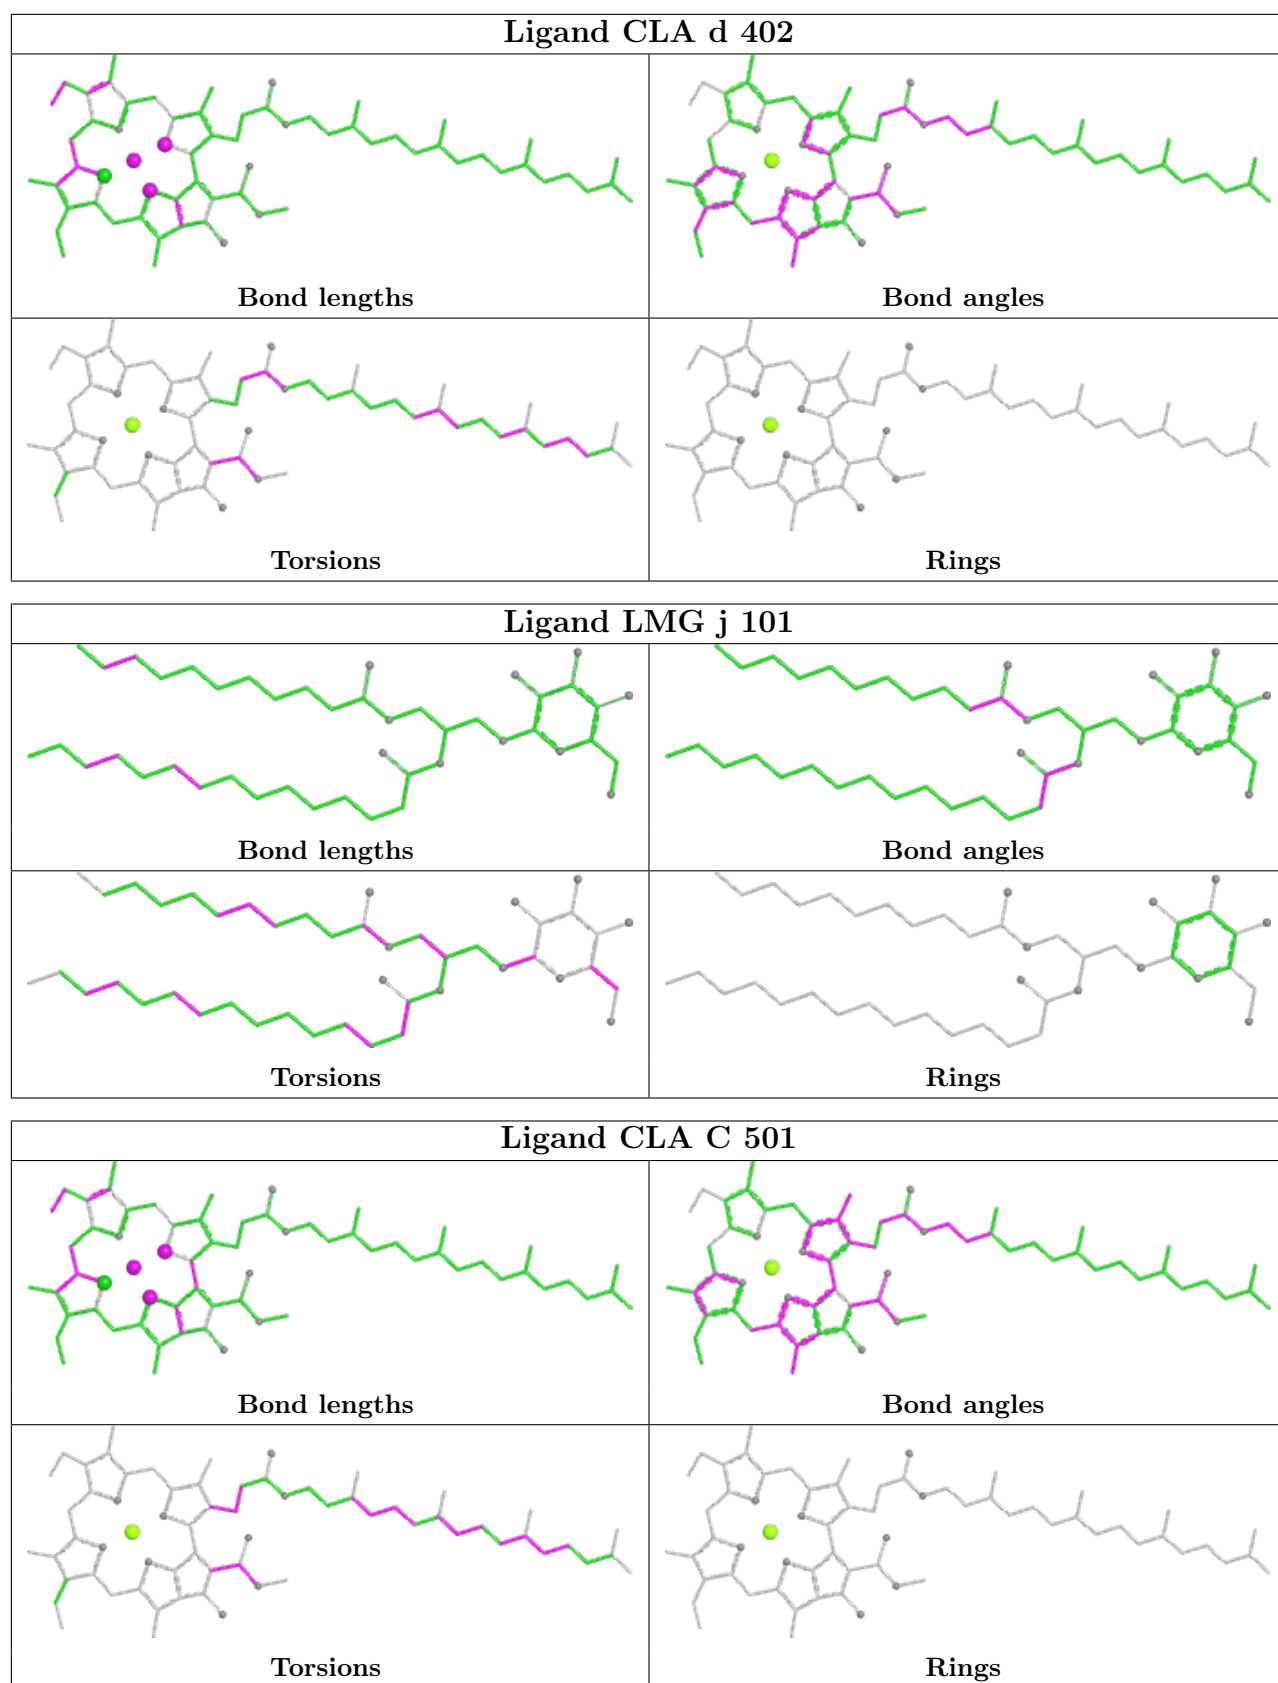 Ligand CLA d 402
Bond lengths
Bond angles
Torsions
Rings
Ligand LMG j 101
Bond lengths
Bond angles
Torsions
Rings
Ligand CLA C 501
Bond lengths
Bond angles
Torsions
Rings